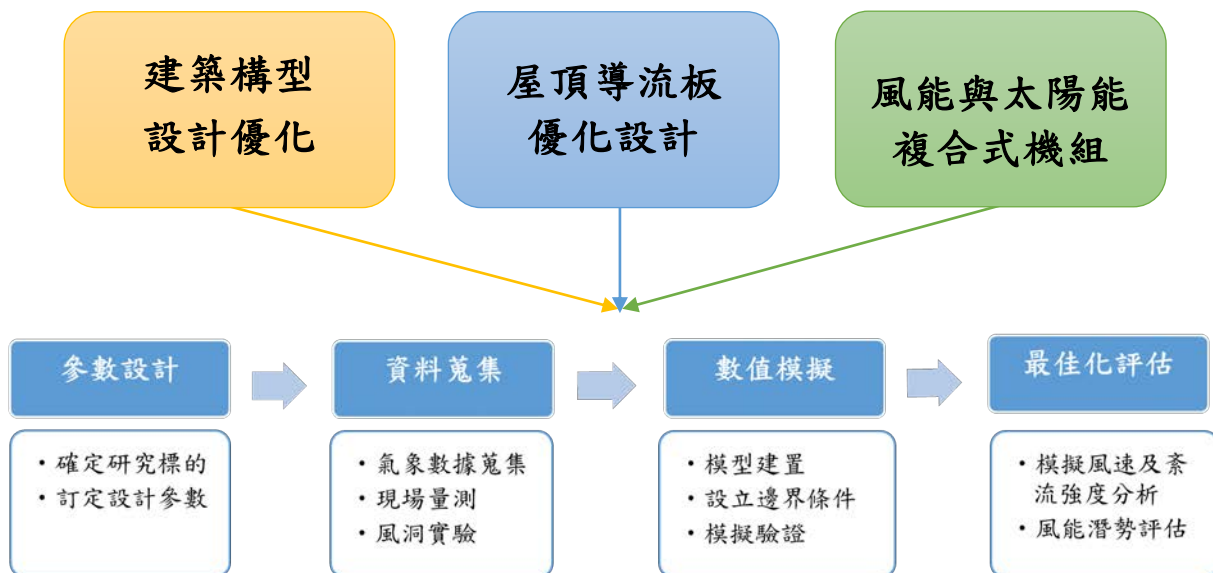 建築構型
設計優化
屋頂導流板
優化設計
風能與太陽能
複合式機組
參數設計
資料蒐集
數值模擬
最佳化評估
・確定研究標的
・訂定設計參數
・氣象數據蒐集
・現場量測
・風洞實驗
・模型建置
・設立邊界條件
・模擬驗證
・模擬風速及紊
流強度分析
・風能潛勢評估